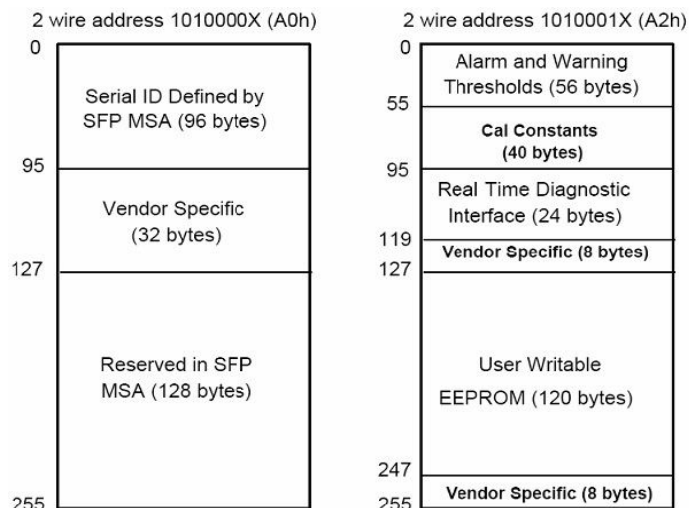 2 wire address 1010000X (A0h)
0
Serial ID Defined by
SFP MSA (96 bytes)
95
Vendor Specific
(32 bytes)
127
Reserved in SFP
MSA (128 bytes)
255
2 wire address 1010001X (A2h)
0
Alarm and Warning
Thresholds (56 bytes)
55
Cal Constants
(40 bytes)
95
Real Time Diagnostic
Interface (24 bytes)
119
Vendor Specific (8 bytes)
127
User Writable
EEPROM (120 bytes)
247
Vendor Specific (8 bytes)
255